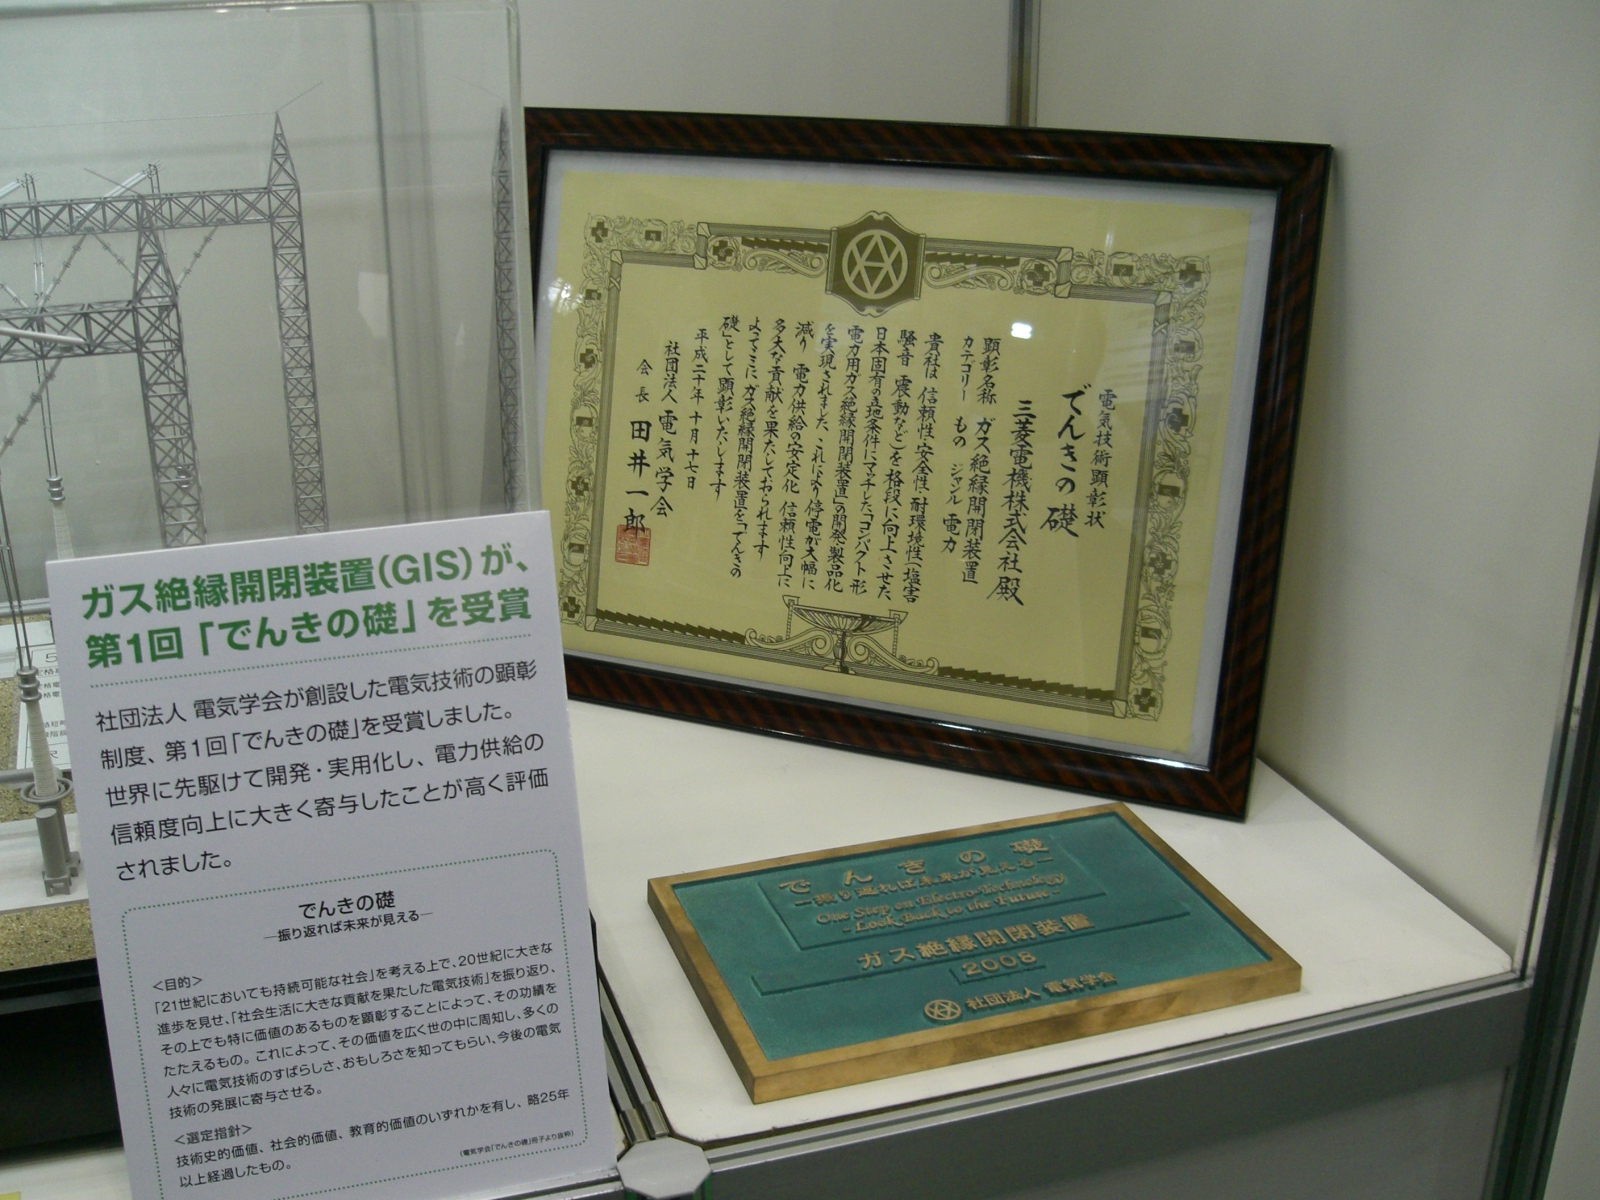 ガス絶縁開閉装置(GIS)が、
第1回「でんきの礎」を受賞
社団法人 電気学会が創設した電気技術の顕彰
制度、第1回「でんきの礎」を受賞しました。
世界に先駆けて開発・実用化し、電力供給の
信頼度向上に大きく寄与したことが高く評価
されました。
でんきの礎
―振り返れば未来が見える―
<目的>
「21世紀においても持続可能な社会」を考える上で、20世紀に大きな
進歩を見せ、「社会生活に大きな貢献を果たした電気技術」を振り返り、
その上でも特に価値のあるものを顕彰することによって、その功績を
たたえるもの。これによって、その価値を広く世の中に周知し、多くの
人々に電気技術のすばらしさ、おもしろさを知ってもらい、今後の電気
技術の発展に寄与させる。
<選定指針>
技術史的価値、社会的価値、教育的価値のいずれかを有し、略25年
以上経過したもの。
(電気学会「でんきの礎」冊子より抜粋)
電気技術顕彰状
でんきの礎
三菱電機株式会社殿
顕彰名称 ガス絶縁開閉装置
カテゴリー もの ジャンル 電力
貴社は 信頼性・安全性・耐環境性(塩害
騒音 震動など)を格段に向上させた
日本固有の立地条件にマッチした「コンパクト形
電力用ガス絶縁開閉装置」の開発・製品化
を実現されました これにより 停電が大幅に
減り 電力供給の安定化 信頼性向上に
多大な貢献を果たしておられます
よってここに ガス絶縁開閉装置を「でんきの
礎」として顕彰いたします
平成二十年十月十七日
社団法人 電気学会
会長 田井一郎
でんきの礎
―振り返れば未来が見える―
One Step on Electro-Technology
- Look Back to the Future -
ガス絶縁開閉装置
2008
社団法人 電気学会